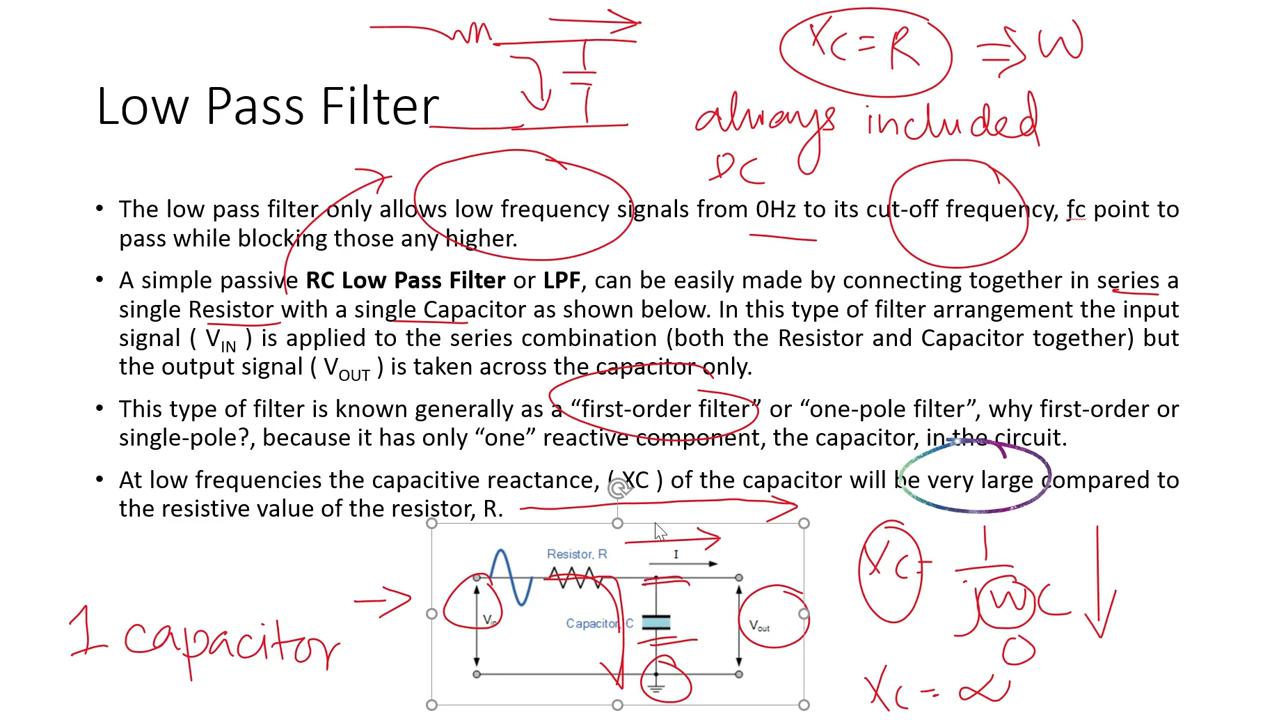 Xc = R ⇒ W
Low Pass Filter
always included
DC
• The low pass filter only allows low frequency signals from 0Hz to its cut-off frequency, fc point to
pass while blocking those any higher.
• A simple passive RC Low Pass Filter or LPF, can be easily made by connecting together in series a
single Resistor with a single Capacitor as shown below. In this type of filter arrangement the input
signal ( VIN ) is applied to the series combination (both the Resistor and Capacitor together) but
the output signal ( VOUT ) is taken across the capacitor only.
• This type of filter is known generally as a “first-order filter” or “one-pole filter”, why first-order or
single-pole?, because it has only “one” reactive component, the capacitor, in the circuit.
• At low frequencies the capacitive reactance, ( XC ) of the capacitor will be very large compared to
the resistive value of the resistor, R.
Resistor, R
I
Vin
Capacitor, C
Vout
1 capacitor
Xc = 1
jWC
0
Xc = ∞